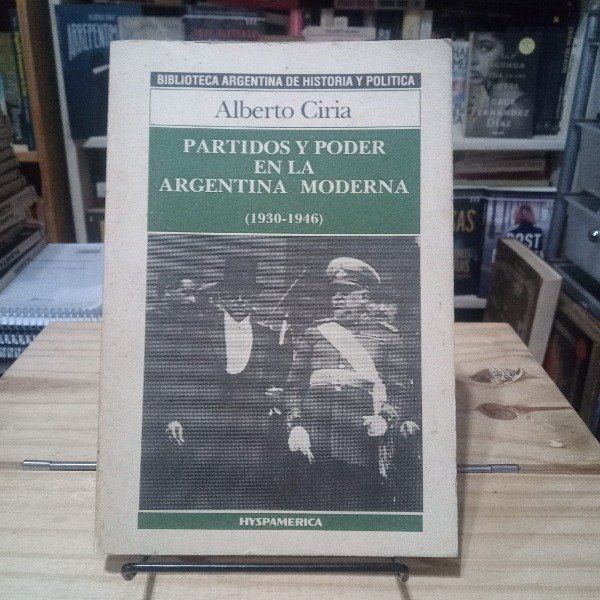 BIBLIOTECA ARGENTINA DE HISTORIA Y POLITICA
Alberto Ciria
PARTIDOS Y PODER
EN LA
ARGENTINA MODERNA
(1930-1946)
HYSPAMERICA